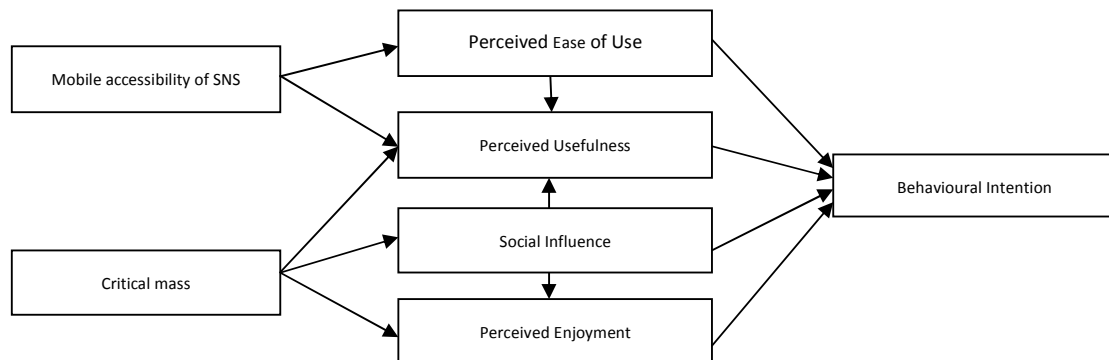 Perceived Ease of Use
Mobile accessibility of SNS
Perceived Usefulness
Behavioural Intention
Social Influence
Critical mass
Perceived Enjoyment